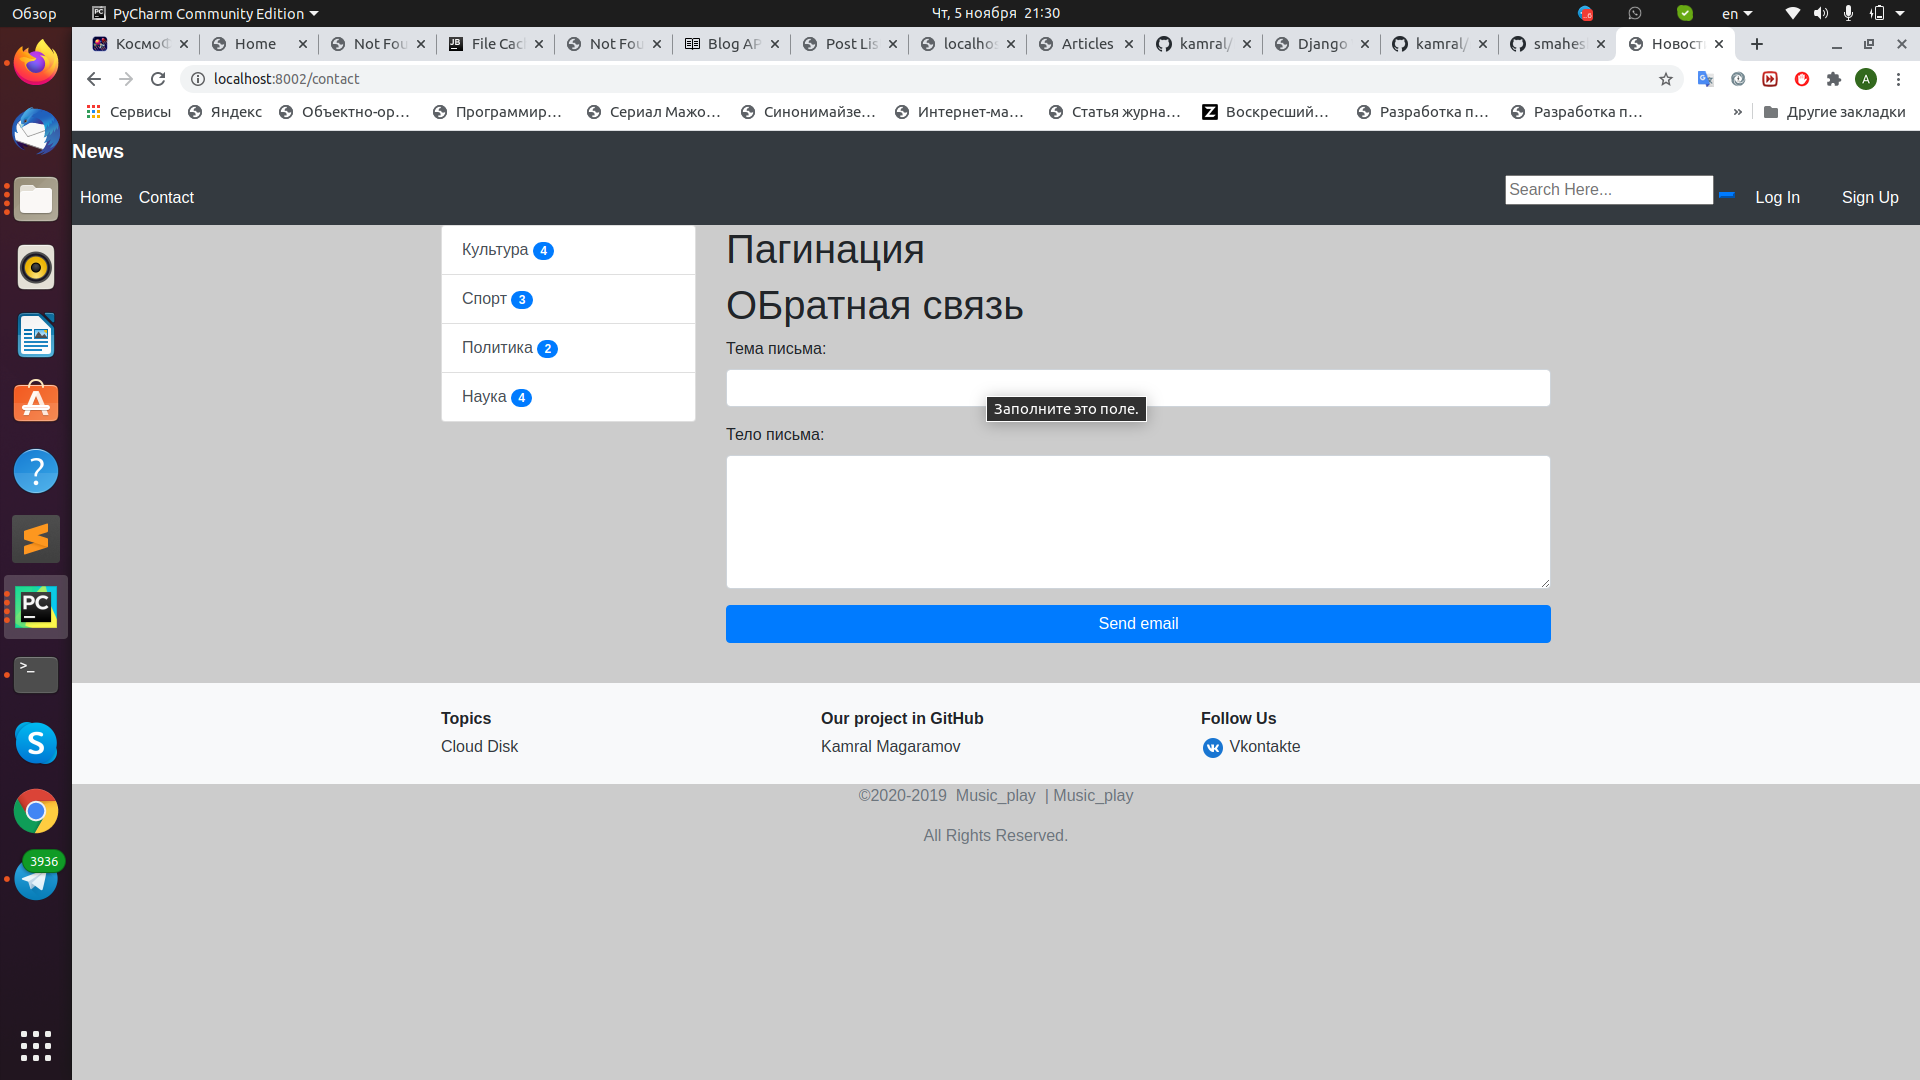 Обзор
PyCharm Community Edition
Чт, 5 ноября 21:30
en
КосмоФ
Home
Not Fou
File Cac
Not Fou
Blog AP
Post Lis
localhos
Articles
kamral/
Django
kamral/
smahes
Новост
localhost:8002/contact
A
Сервисы
Яндекс
Объектно-ор...
Программир...
Сериал Мажо...
Синонимайзе...
Интернет-ма...
Статья журна...
Воскресший...
Разработка п...
Разработка п...
»
Другие закладки
News
Home
Contact
Search Here...
Log In
Sign Up
Культура 4
Спорт 3
Политика 2
Наука 4
Пагинация
ОБратная связь
Тема письма:
Заполните это поле.
Тело письма:
Send email
Topics
Cloud Disk
Our project in GitHub
Kamral Magaramov
Follow Us
Vkontakte
©2020-2019 Music_play | Music_play
All Rights Reserved.
PC
3936